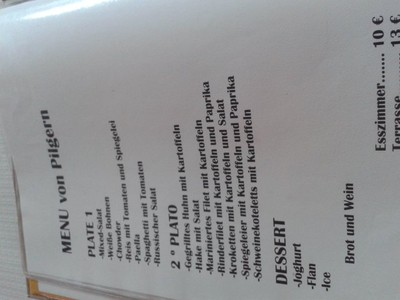 MENU von Pilgern
PLATE 1
-Mixed-Salat
-Weiße Bohnen
-Chowder
-Reis mit Tomaten und Spiegelei
-Paella
-Spaghetti mit Tomaten
-Russischer Salat
2 º PLATO
-Gegrilltes Huhn mit Kartoffeln
-Hake mit Salat
-Mariniertes Filet mit Kartoffeln
-Rinderfilet mit Kartoffeln und Paprika
-Kroketten mit Kartoffeln und Salat
-Spiegeleier mit Kartoffeln und Paprika
-Schweinekoteletts mit Kartoffeln
DESSERT
-Joghurt
-Flan
-Ice
Brot und Wein
Esszimmer....... 10 €
Terrasse........ 13 €